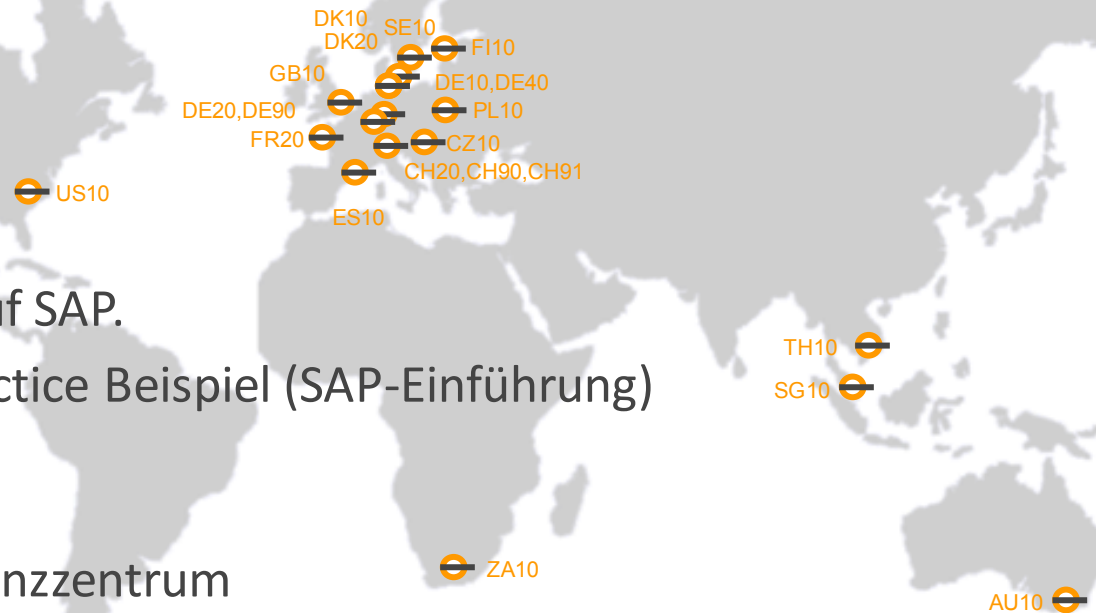 DK10
SE10
DK20
FI10
GB10
DE10,DE40
DE20,DE90
PL10
FR20
CZ10
CH20,CH90,CH91
US10
ES10
uf SAP.
TH10
ctice Beispiel (SAP-Einführung)
SG10
ZA10
nzzentrum
AU10